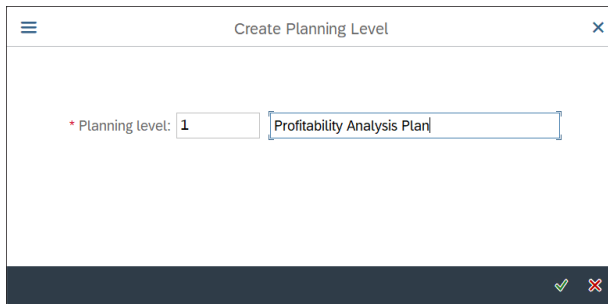 Create Planning Level
* Planning level: 1 Profitability Analysis Plan